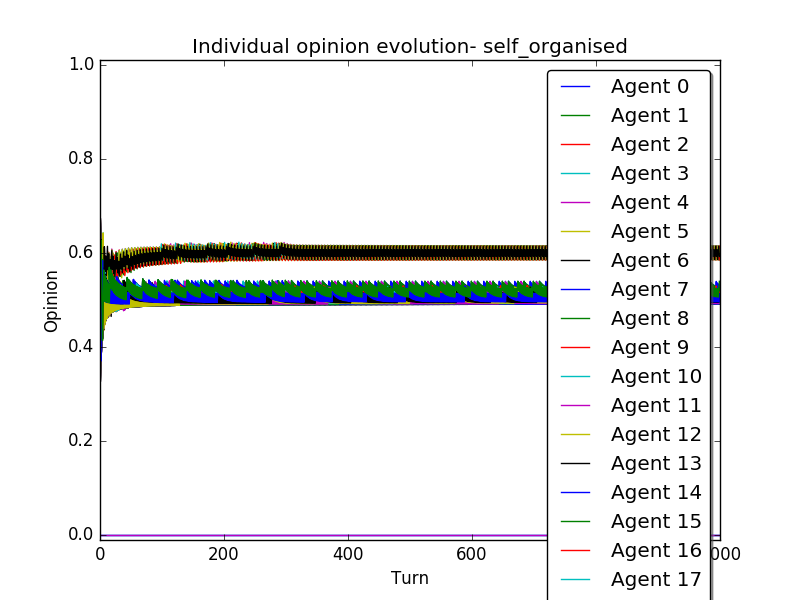 Individual opinion evolution- self_organised
1.0
0.8
0.6
0.4
0.2
0.0
Opinion
0
200
400
600
000
Turn
Agent 0
Agent 1
Agent 2
Agent 3
Agent 4
Agent 5
Agent 6
Agent 7
Agent 8
Agent 9
Agent 10
Agent 11
Agent 12
Agent 13
Agent 14
Agent 15
Agent 16
Agent 17